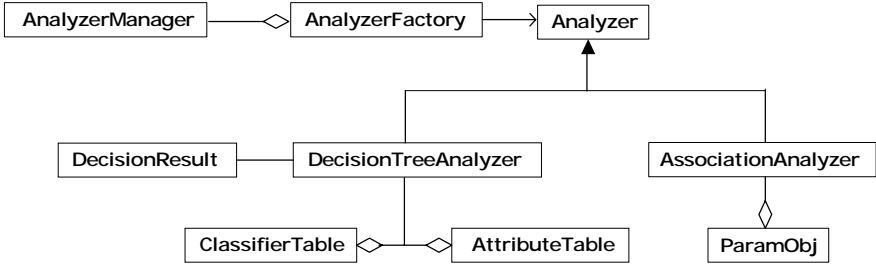 AnalyzerManager
AnalyzerFactory
Analyzer
DecisionResult
DecisionTreeAnalyzer
AssociationAnalyzer
ClassifierTable
AttributeTable
ParamObj